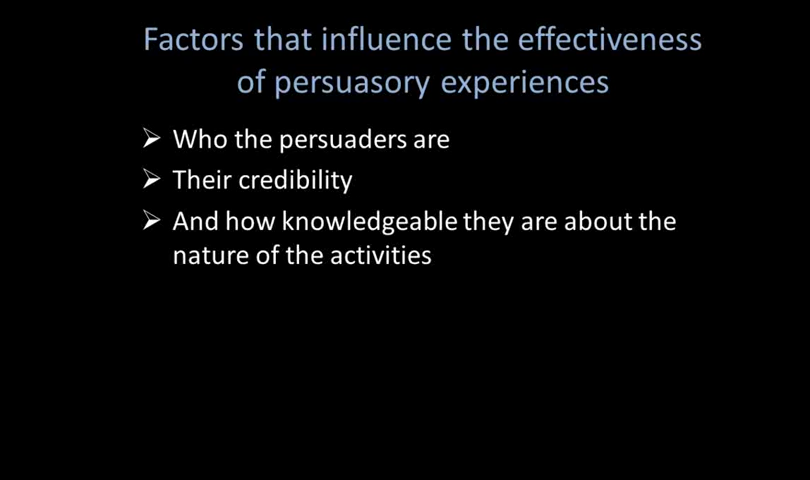 Factors that influence the effectiveness
of persuasory experiences
➢ Who the persuaders are
➢ Their credibility
➢ And how knowledgeable they are about the
nature of the activities